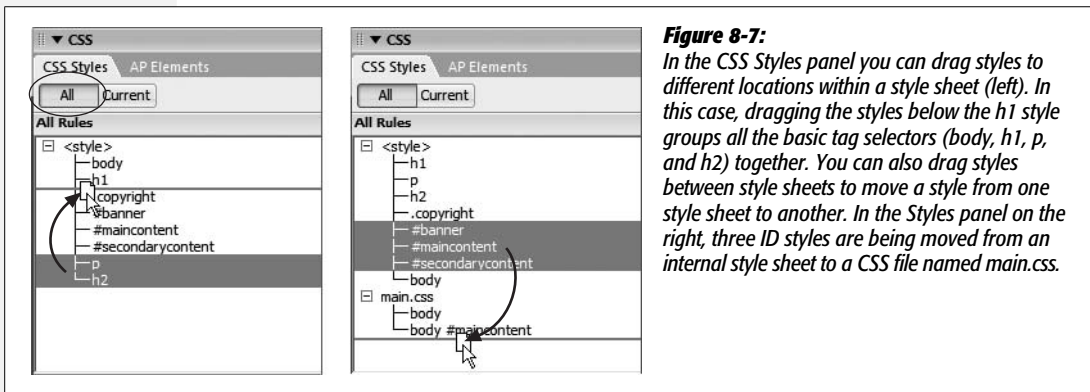 CSS
CSS Styles AP Elements
All Current
All Rules
<style>
body
h1
.copyright
#banner
#maincontent
#secondarycontent
p
h2
CSS
CSS Styles AP Elements
All Current
All Rules
<style>
h1
p
h2
.copyright
#banner
#maincontent
#secondarycontent
body
main.css
body
body #maincontent
Figure 8-7:
In the CSS Styles panel you can drag styles to
different locations within a style sheet (left). In
this case, dragging the styles below the h1 style
groups all the basic tag selectors (body, h1, p,
and h2) together. You can also drag styles
between style sheets to move a style from one
style sheet to another. In the Styles panel on the
right, three ID styles are being moved from an
internal style sheet to a CSS file named main.css.